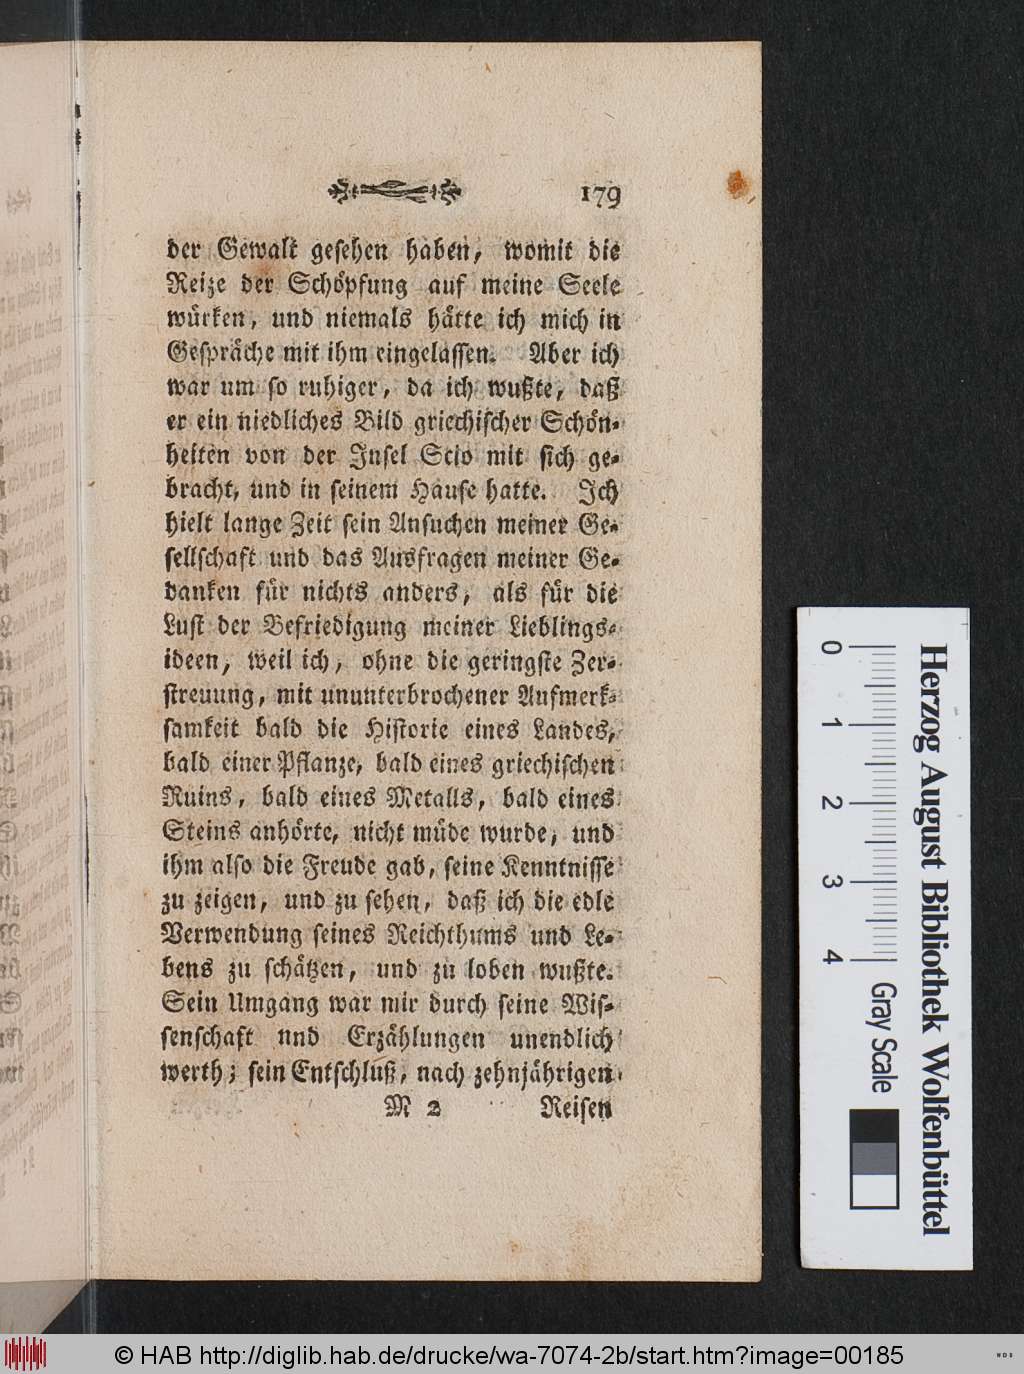 179
der Gewalt gesehen haben, womit die
Reize der Schöpfung auf meine Seele
würken, und niemals hätte ich mich in
Gespräche mit ihm eingelassen. Aber ich
war um so ruhiger, da ich wußte, daß
er ein niedliches Bild griechischer Schön-
heiten von der Insel Scio mit sich ge-
bracht, und in seinem Hause hatte. Ich
hielt lange Zeit sein Ansuchen meiner Ge-
sellschaft und das Ausfragen meiner Ge-
danken für nichts anders, als für die
Lust der Befriedigung meiner Lieblings-
ideen, weil ich, ohne die geringste Zer-
streuung, mit ununterbrochener Aufmerk-
samkeit bald die Historie eines Landes,
bald einer Pflanze, bald eines griechischen
Ruins, bald eines Metalls, bald eines
Steins anhörte, nicht müde wurde, und
ihm also die Freude gab, seine Kenntnisse
zu zeigen, und zu sehen, daß ich die edle
Verwendung seines Reichthums und Le-
bens zu schätzen, und zu loben wußte.
Sein Umgang war mir durch seine Wis-
senschaft nnd Erzählungen unendlich
werth; sein Entschluß, nach zehnjährigen
M 2 Reisen
0 1 2 3 4
Gray Scale
Herzog August Bibliothek Wolfenbüttel
© HAB http://diglib.hab.de/drucke/wa-7074-2b/start.htm?image=00185